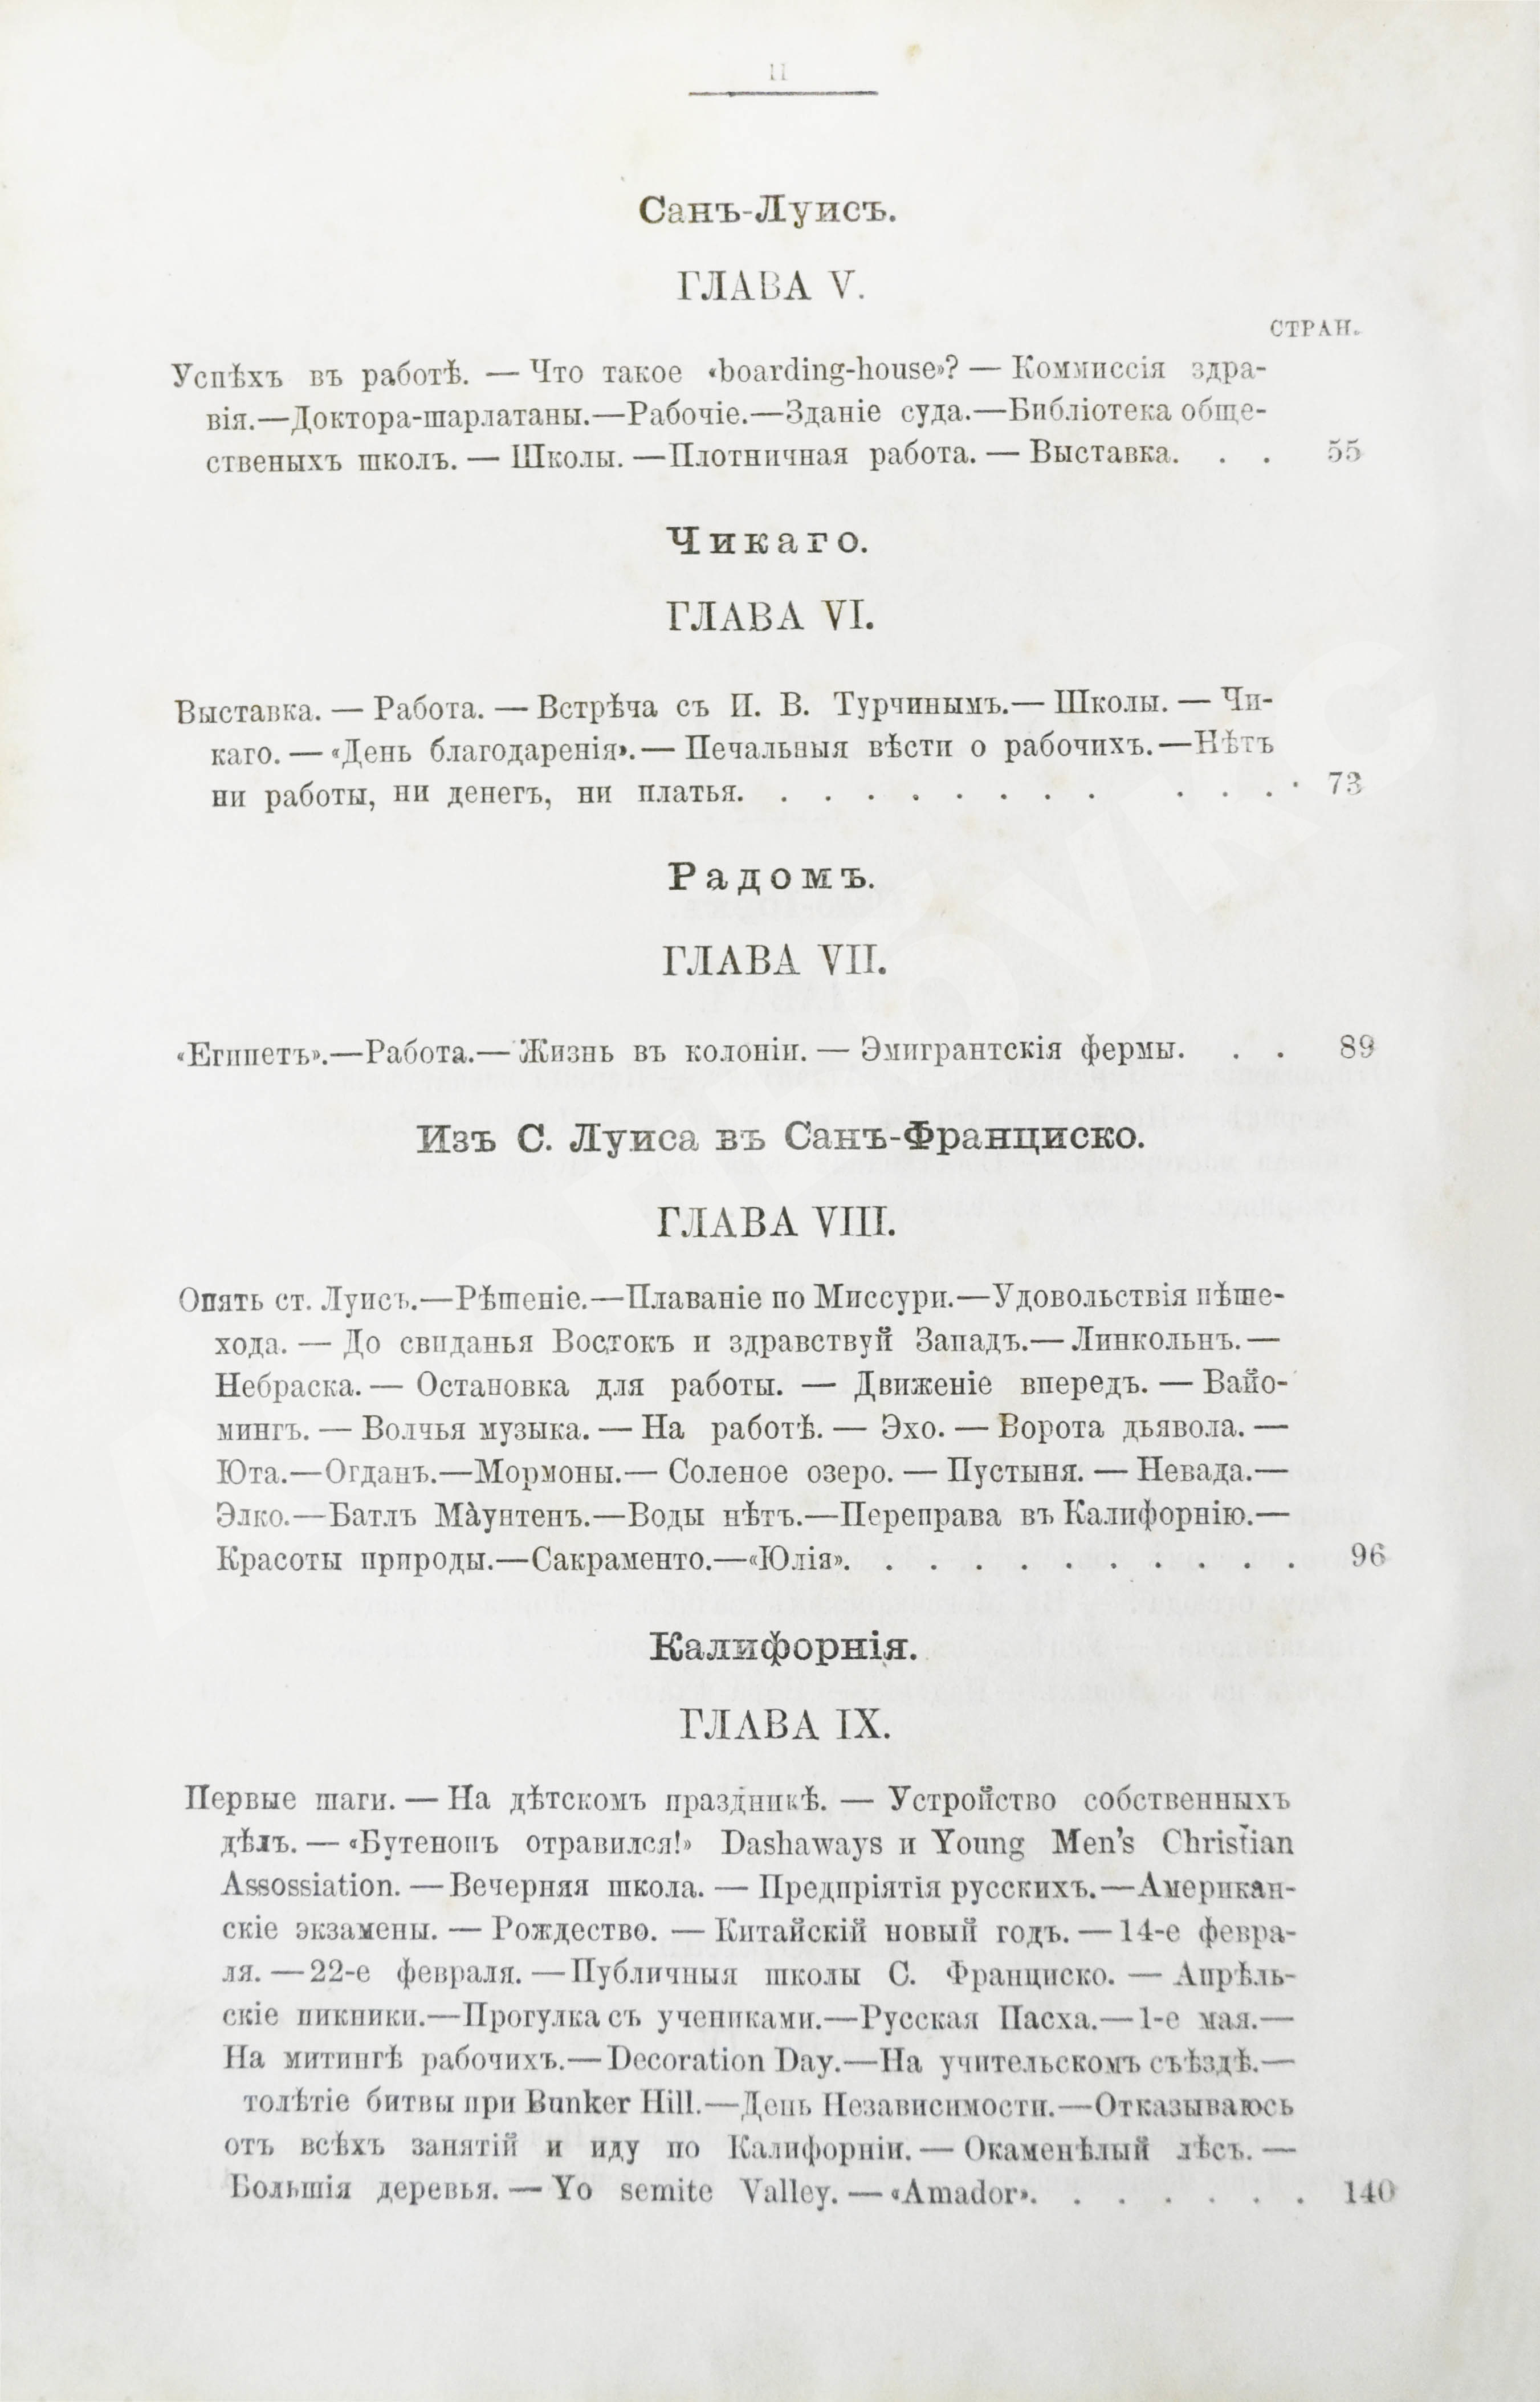 II
Санъ-Луисъ.
ГЛАВА V.
СТРАН.
Успѣхъ въ работѣ. — Что такое «boarding-house»? — Коммиссія здра-
вія.—Доктора-шарлатаны.—Рабочіе.—Зданіе суда.—Библіотека обще-
ственыхъ школъ. — Школы. —Плотничная работа. — Выставка. . . 55
Чикаго.
ГЛАВА VI.
Выставка. — Работа. — Встрѣча съ И. В. Турчинымъ.— Школы. — Чи-
каго. — «День благодаренія».— Печальныя вѣсти о рабочихъ.—Нѣтъ
ни работы, ни денегъ, ни платья. . . . . . . . . . . . . 73
Радомъ.
ГЛАВА VII.
«Египетъ».—Работа.— Жизнь въ колоніи. — Эмигрантскія фермы. . . 89
Изъ С. Луиса въ Санъ-Франциско.
ГЛАВА VIII.
Опять ст. Луисъ.—Рѣшеніе.—Плаваніе по Миссури.—Удовольствія пѣше-
хода. — До свиданья Востокъ и здравствуй Западъ.— Линкольнъ. —
Небраска. — Остановка для работы. — Движеніе впередъ. — Вайо-
мингъ. — Волчья музыка. — На работѣ. — Эхо. — Ворота дьявола. —
Юта.—Огданъ.—Мормоны.— Соленое озеро. — Пустыня. — Невада.—
Элко.—Батлъ Мàунтенъ.—Воды нѣтъ.—Переправа въ Калифорнію.—
Красоты природы.—Сакраменто.—«Юлія». . . . . . . . . . . 96
Калифорнія.
ГЛАВА IX.
Первые шаги. — На дѣтскомъ праздникѣ. — Устройство собственныхъ
дѣлъ. — «Бутенопъ отравился!» Dashaways и Young Men's Christian
Assossiation. — Вечерняя школа. — Предпріятія русскихъ.—Американ-
скіе экзамены. — Рождество. — Китайскій новый годъ. — 14-е февра-
ля. — 22-е февраля. — Публичныя школы С. Франциско. — Апрѣль-
скіе пикники.—Прогулка съ учениками.—Русская Пасха.— 1-е мая.—
На митингѣ рабочихъ.— Decoration Day.—На учительскомъ съѣздѣ.—
толѣтіе битвы при Bunker Hill.—День Независимости.—Отказываюсь
отъ всѣхъ занятій и иду по Калифорніи. — Окаменѣлый лѣсъ. —
Большія деревья. — Yo semite Valley. — «Amador». . . . . . . 140